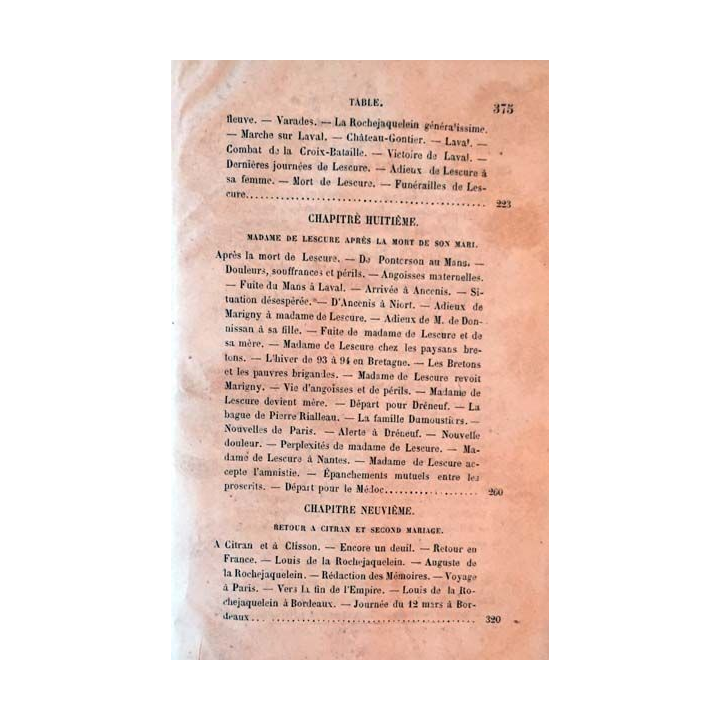 TABLE. 375
fleuve. — Varades. — La Rochejaquelein généralissime.
— Marche sur Laval. — Château-Gontier. — Laval. —
Combat de la Croix-Bataille. — Victoire de Laval. —
Dernières journées de Lescure. — Adieux de Lescure à
sa femme. — Mort de Lescure. — Funérailles de Les-
cure. 223
CHAPITRE HUITIÈME.
MADAME DE LESCURE APRÈS LA MORT DE SON MARI.
Après la mort de Lescure. — De Pontorson au Mans. —
Douleurs, souffrances et périls. — Angoisses maternelles.
— Fuite du Mans à Laval. — Arrivée à Ancenis. — Si-
tuation désespérée. — D'Ancenis à Niort. — Adieux de
Marigny à madame de Lescure. — Adieux de M. de Don-
nissan à sa fille. — Fuite de madame de Lescure et de
sa mère. — Madame de Lescure chez les paysans bre-
tons. — L'hiver de 93 à 94 en Bretagne. — Les Bretons
et les pauvres brigandes. — Madame de Lescure revoit
Marigny. — Vie d'angoisses et de périls. — Madame de
Lescure devient mère. — Départ pour Dréneuf. — La
bague de Pierre Rialleau. — La famille Dumoustiers. —
Nouvelles de Paris. — Alerte à Dréneuf. — Nouvelle
douleur. — Perplexités de madame de Lescure. — Ma-
dame de Lescure à Nantes. — Madame de Lescure ac-
cepte l'amnistie. — Épanchements mutuels entre les
proscrits. — Départ pour le Médoc. 260
CHAPITRE NEUVIÈME.
RETOUR A CITRAN ET SECOND MARIAGE.
A Citran et à Clisson. — Encore un deuil. — Retour en
France. — Louis de la Rochejaquelein. — Auguste de
la Rochejaquelein. — Rédaction des Mémoires. — Voyage
à Paris. — Vers la fin de l'Empire. — Louis de la Ro-
chejaquelein à Bordeaux. — Journée du 12 mars à Bor-
deaux... 320